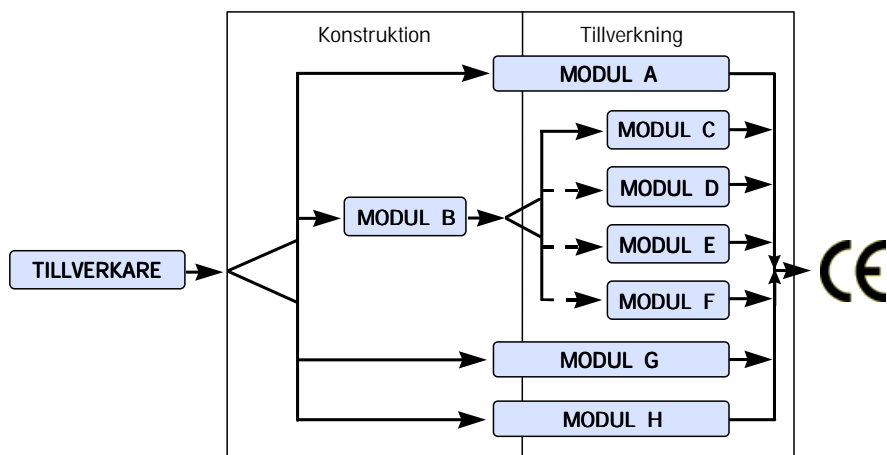 Konstruktion
Tillverkning
MODUL A
MODUL C
MODUL D
MODUL B
MODUL E
TILLVERKARE
CE
MODUL F
MODUL G
MODUL H